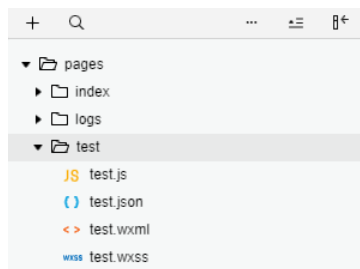 pages
index
logs
test
JS test.js
{ } test.json
< > test.wxml
wxss test.wxss